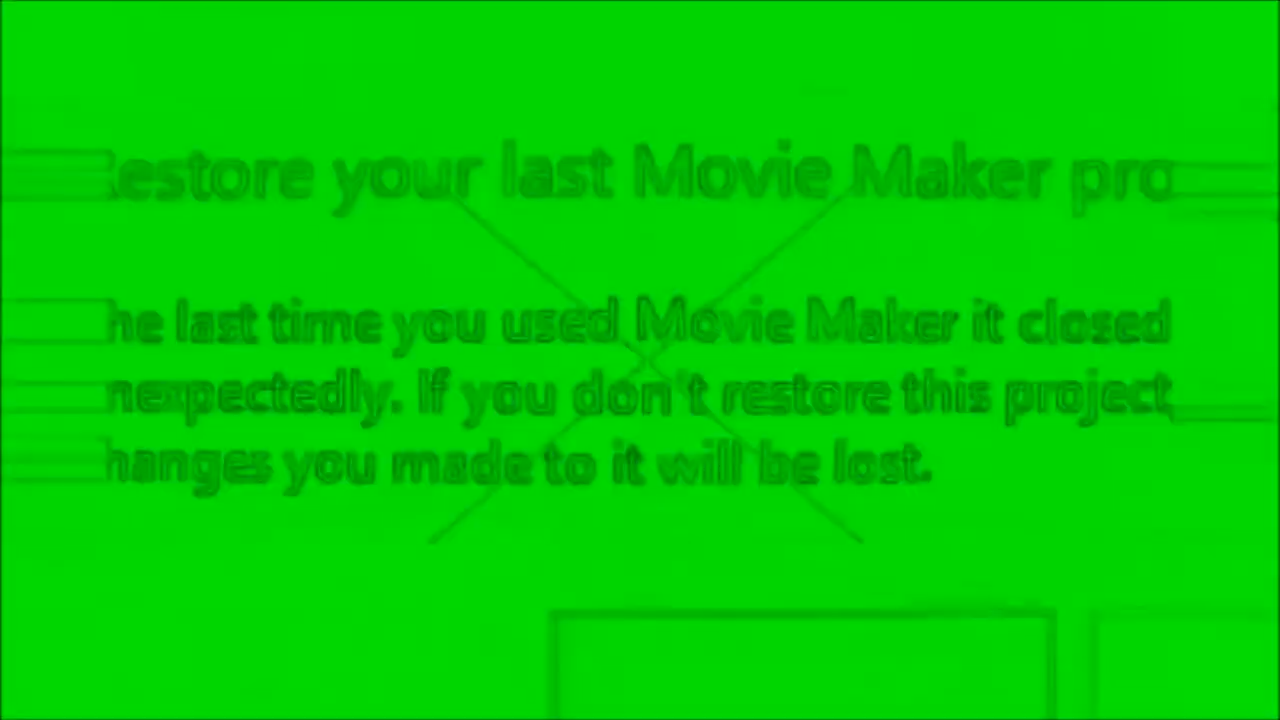 Restore your last Movie Maker pro
he last time you used Movie Maker it closed
nexpectedly. If you don't restore this project
hanges you made to it will be lost.